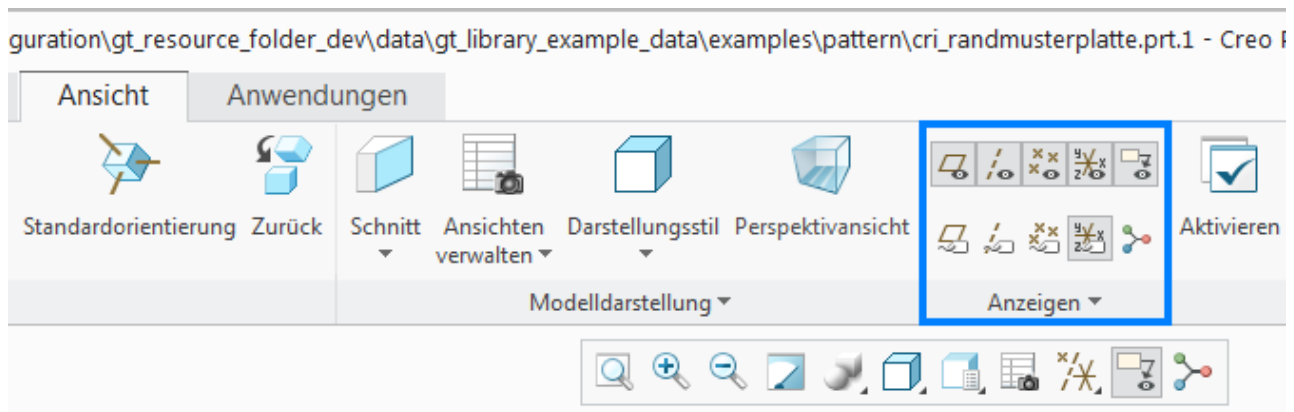 guration\gt_resource_folder_dev\data\gt_library_example_data\examples\pattern\cri_randmusterplatte.prt.1 - Creo
Ansicht Anwendungen
Standardorientierung Zurück Schnitt Ansichten verwalten Darstellungsstil Perspektivansicht Aktivieren
Modelldarstellung Anzeigen